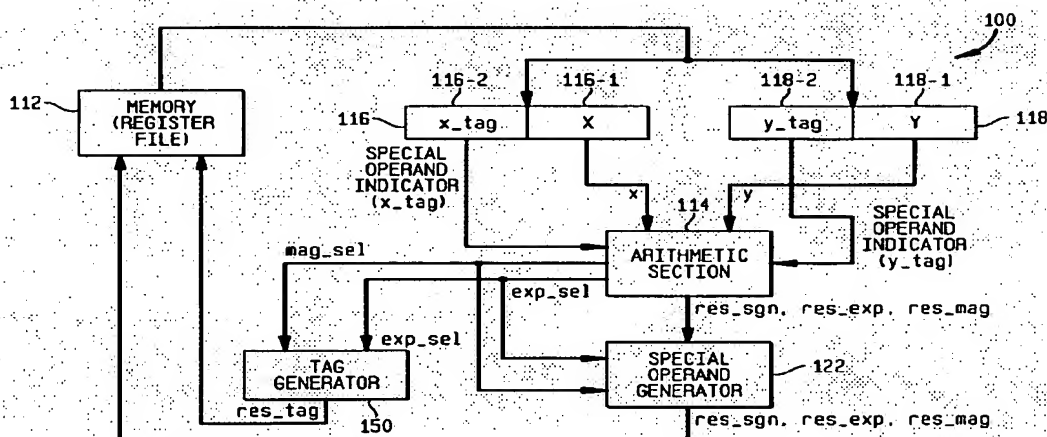 100
116-2
116-1
118-2
118-1
112
MEMORY
(REGISTER
FILE)
116
x_tag
X
y_tag
Y
118
SPECIAL
OPERAND
INDICATOR
(x_tag)
x
114
y
SPECIAL
OPERAND
INDICATOR
(y_tag)
mag_sel
ARITHMETIC
SECTION
exp_sel
res_sgn, res_exp, res_mag
exp_sel
TAG
GENERATOR
SPECIAL
OPERAND
GENERATOR
122
res_tag
150
res_sgn, res_exp, res_mag